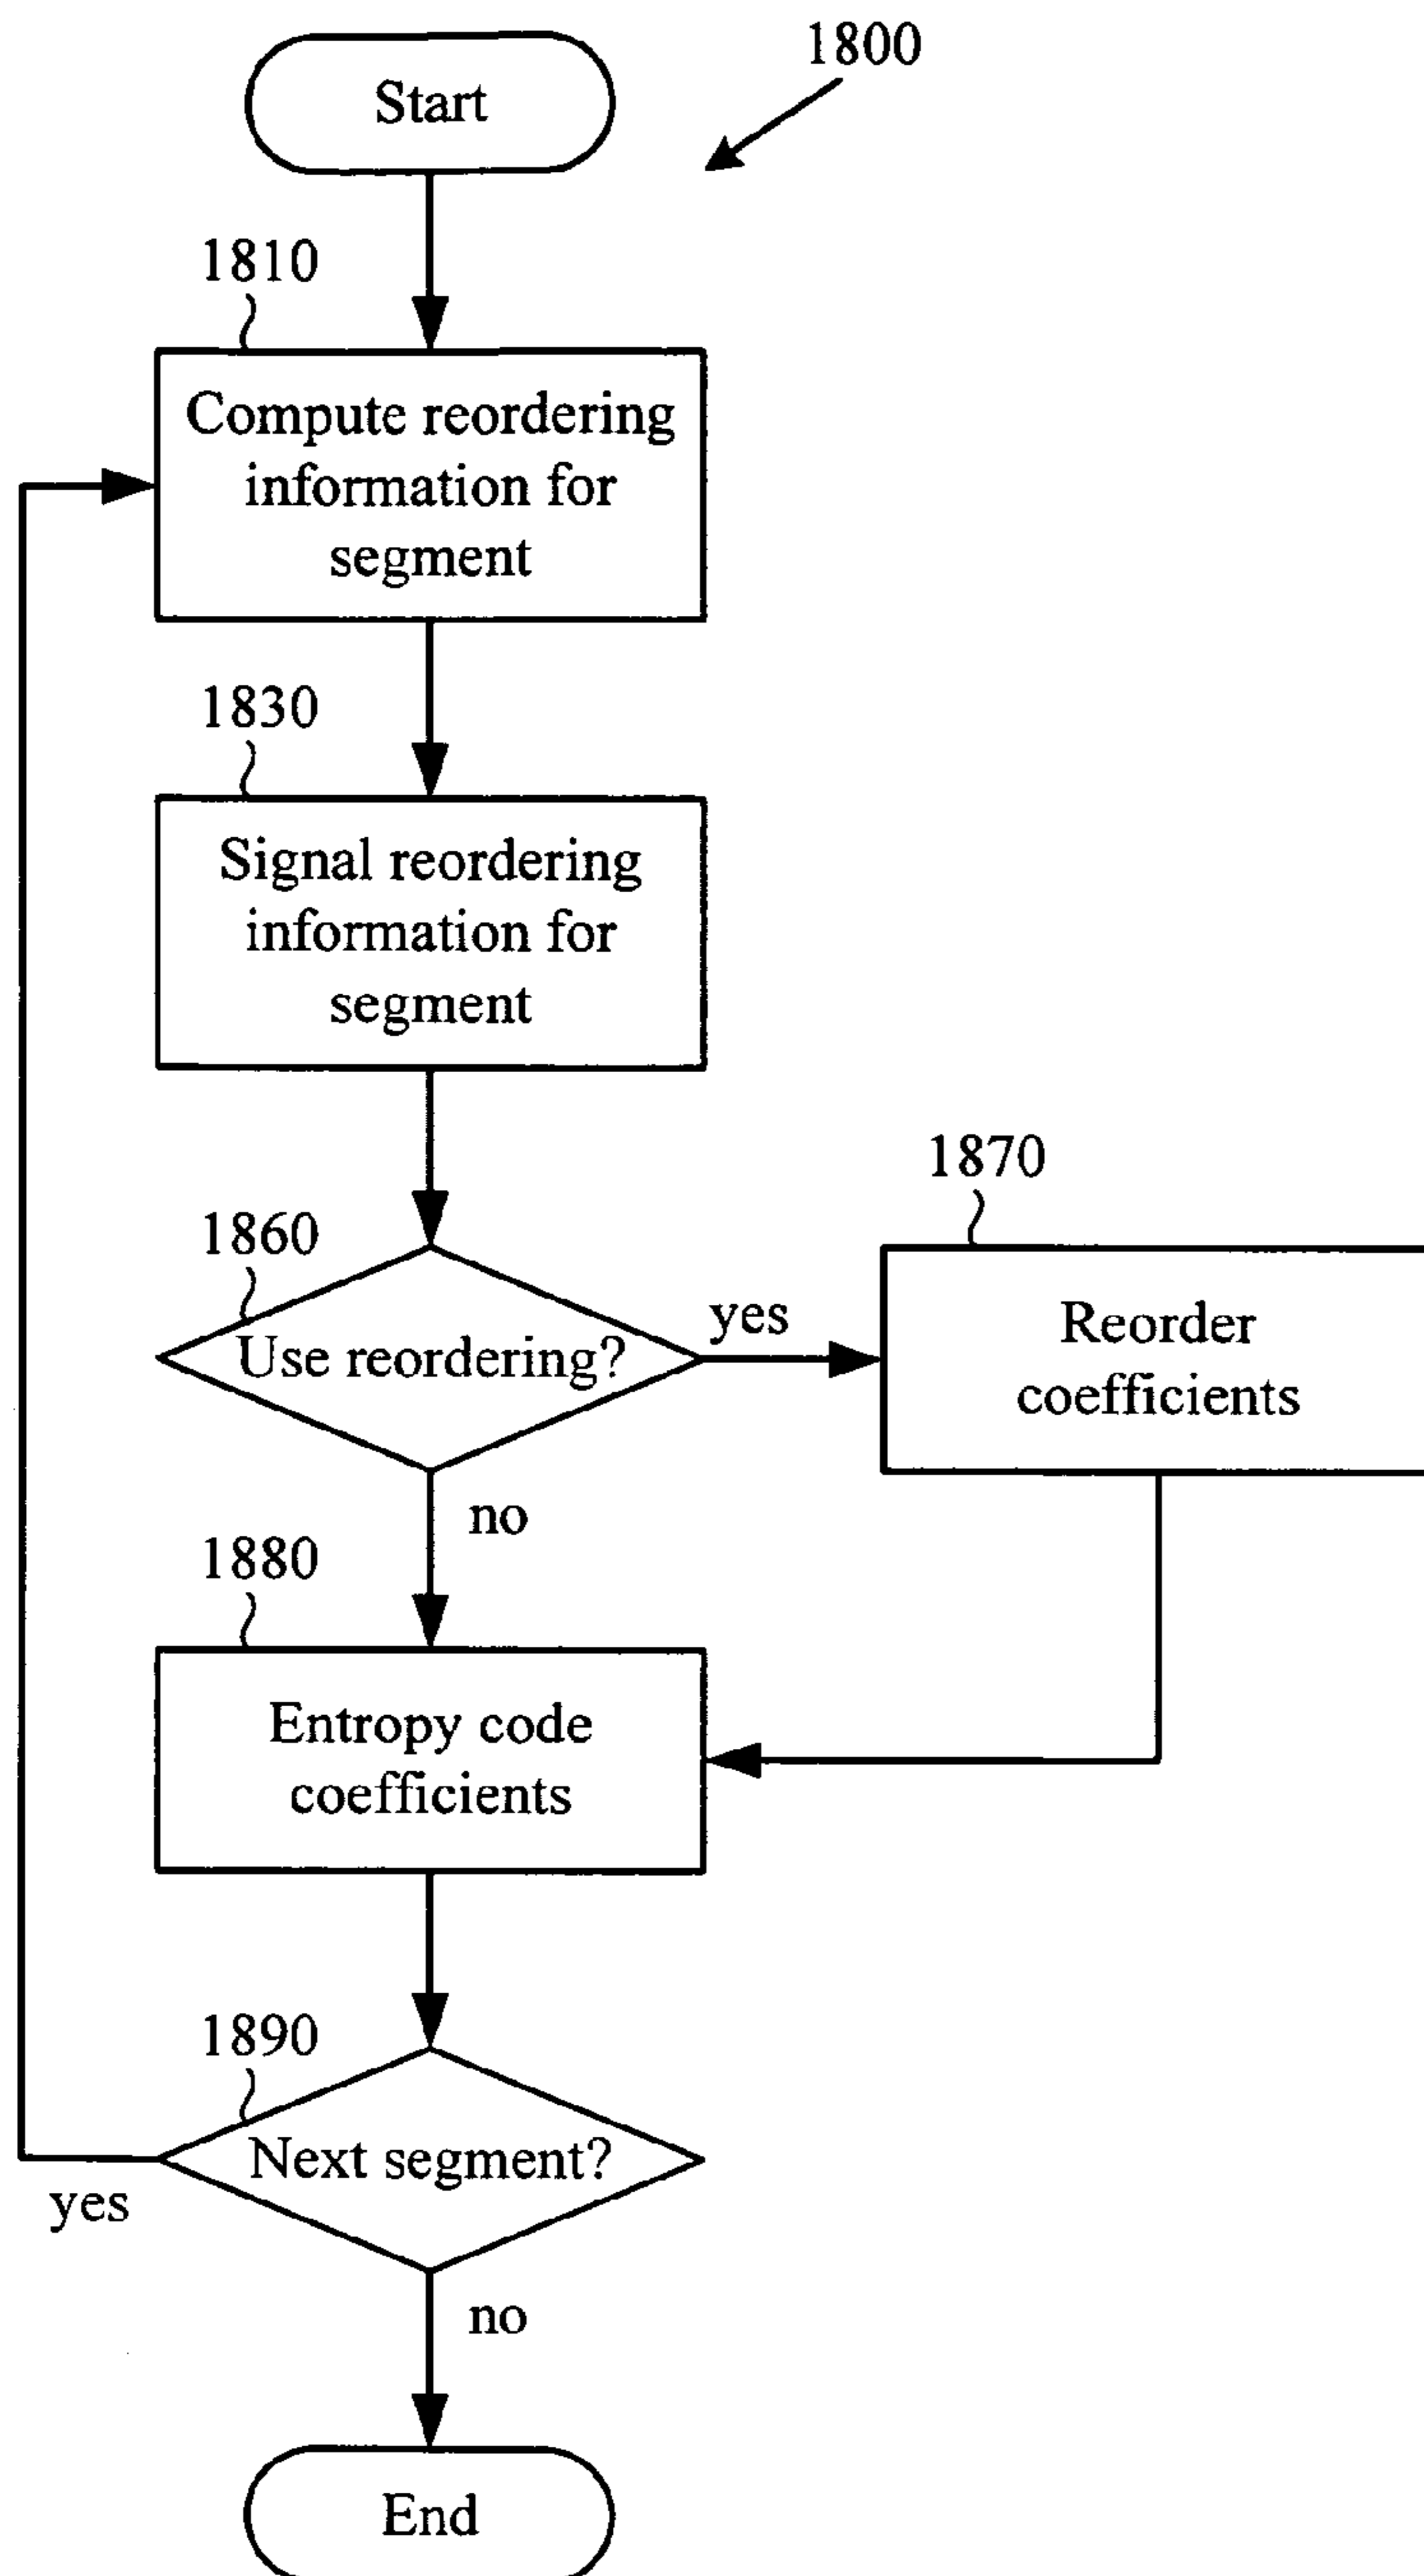 Start
1800
1810
Compute reordering
information for
segment
1830
Signal reordering
information for
segment
1860
Use reordering?
yes
1870
Reorder
coefficients
no
1880
Entropy code
coefficients
1890
Next segment?
yes
no
End